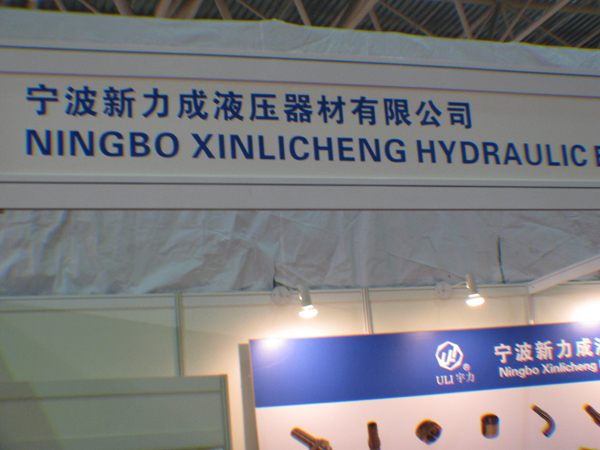 宁波新力成液压器材有限公司
NINGBO XINLICHENG HYDRAULIC
宁波新力成
Ningbo Xinlicheng
ULI 宇力